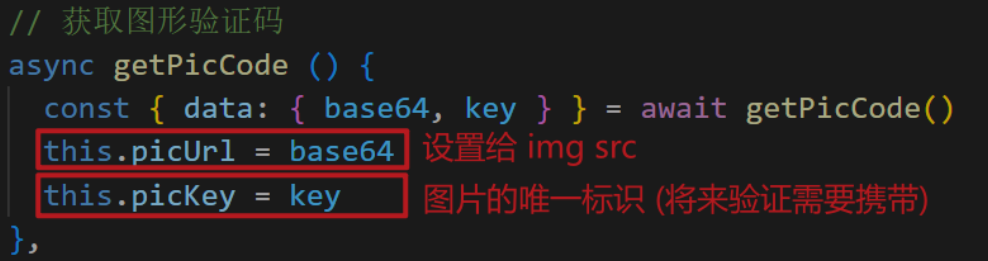 // 获取图形验证码
async getPicCode () {
const { data: { base64, key } } = await getPicCode()
this.picUrl = base64 设置给 img src
this.picKey = key 图片的唯一标识 (将来验证需要携带)
},